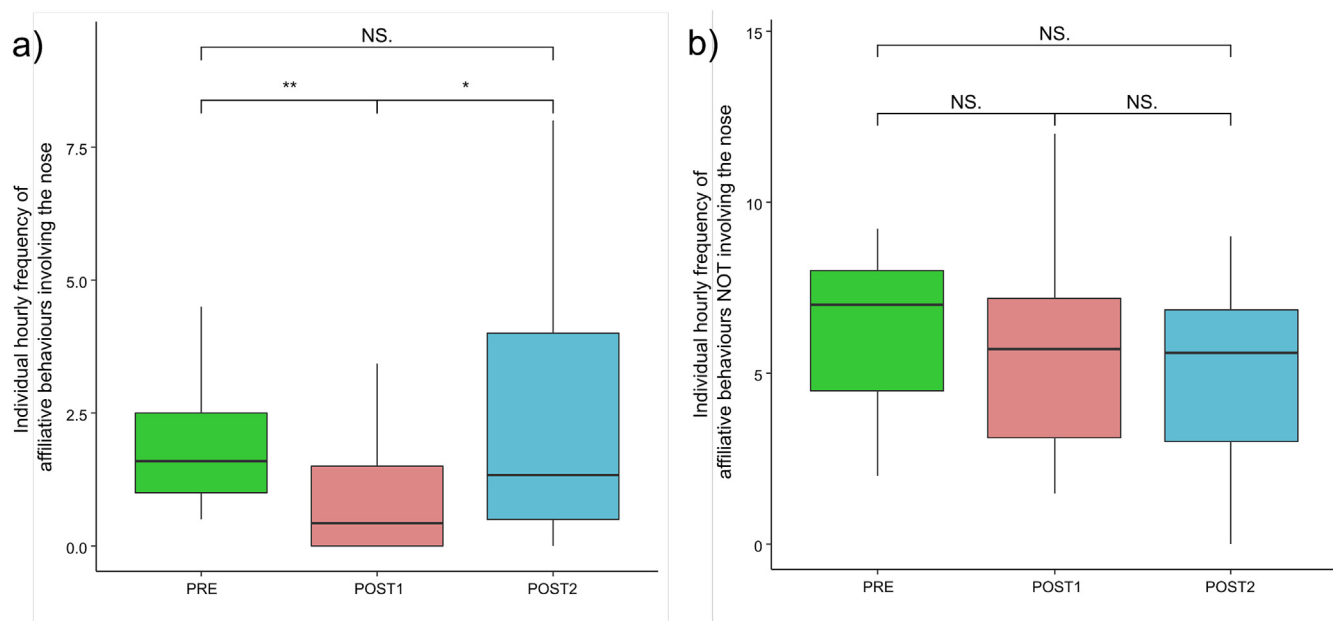 a)
NS.
**
*
7.5
5.0
2.5
0.0
Individual hourly frequency of
affiliative behaviours involving the nose
PRE
POST1
POST2
b)
NS.
NS.
NS.
15
10
5
0
Individual hourly frequency of
affiliative behaviours NOT involving the nose
PRE
POST1
POST2